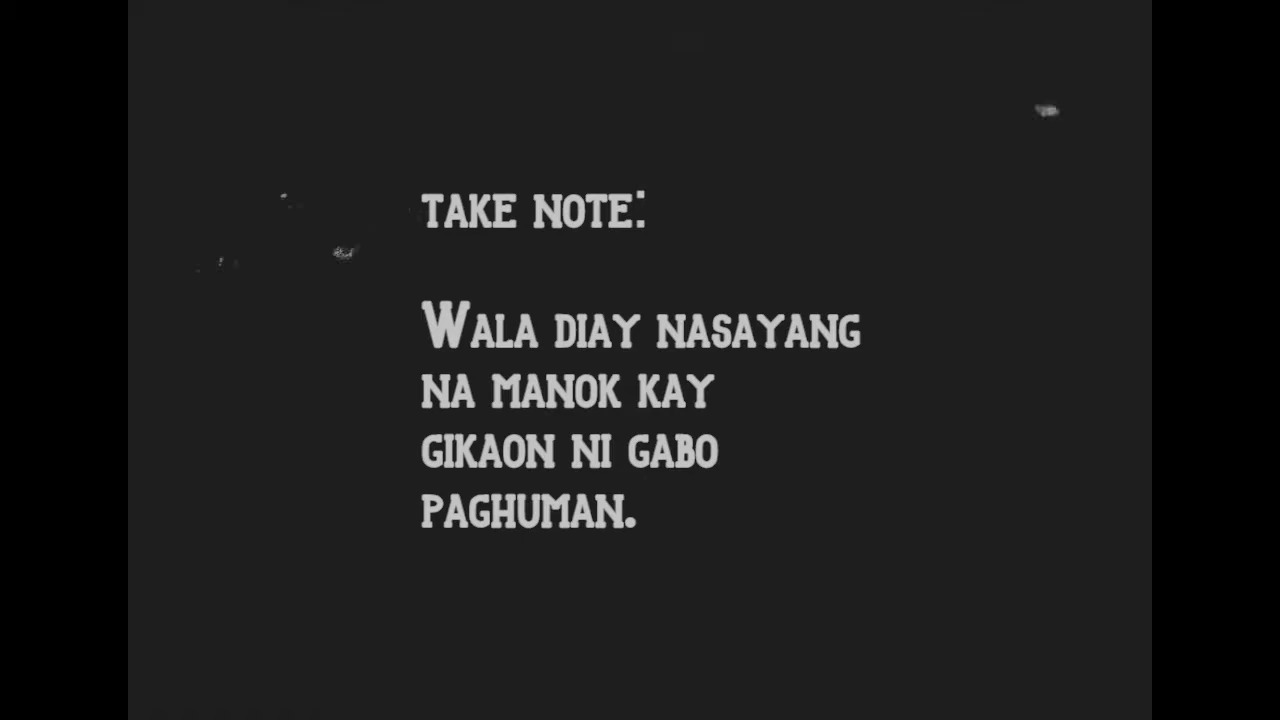 TAKE NOTE:
WALA DIAY NASAYANG
NA MANOK KAY
GIKAON NI GABO
PAGHUMAN.